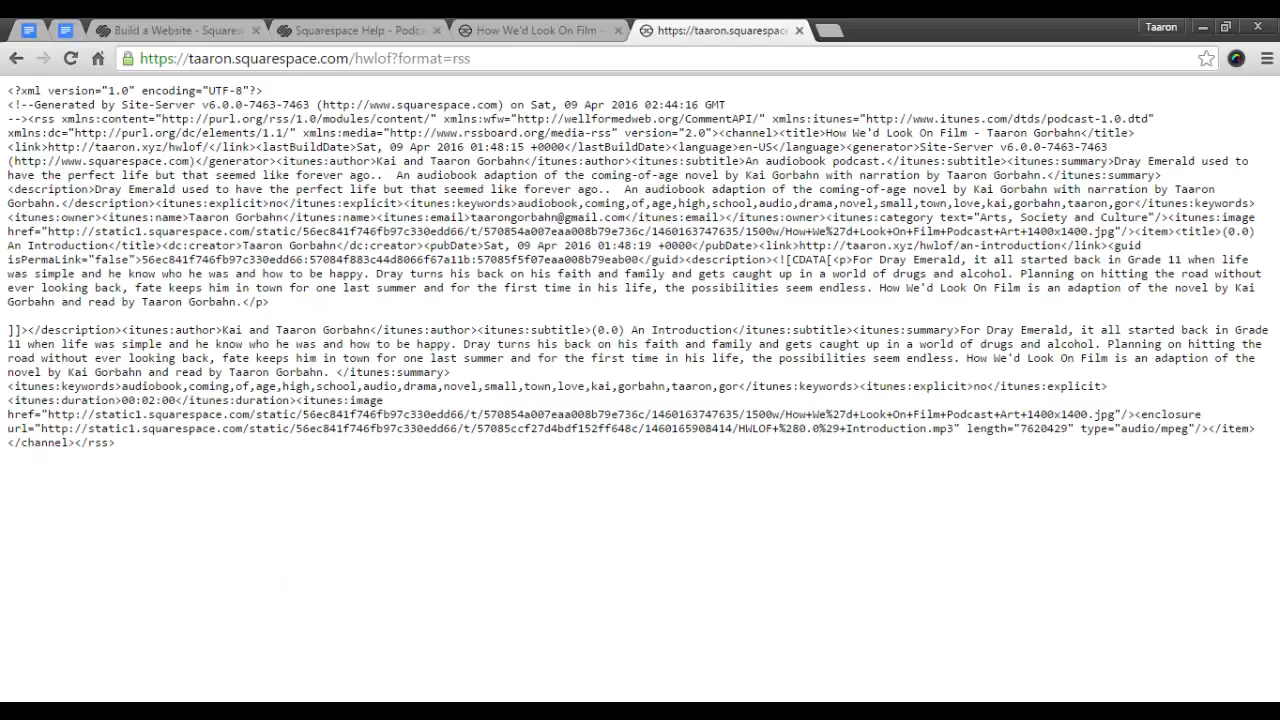 Build a Website - Squares
Squarespace Help - Podca
How We'd Look On Film –
https://taaron.squarespac
Taaron
https://taaron.squarespace.com/hwlof?format=rss
<?xml version="1.0" encoding="UTF-8"?>
<!--Generated by Site-Server v6.0.0-7463-7463 (http://www.squarespace.com) on Sat, 09 Apr 2016 02:44:16 GMT
--><rss xmlns:content="http://purl.org/rss/1.0/modules/content/" xmlns:wfw="http://wellformedweb.org/CommentAPI/" xmlns:itunes="http://www.itunes.com/dtds/podcast-1.0.dtd"
xmlns:dc="http://purl.org/dc/elements/1.1/" xmlns:media="http://www.rssboard.org/media-rss" version="2.0"><channel><title>How We'd Look On Film - Taaron Gorbahn</title>
<link>http://taaron.xyz/hwlof/</link><lastBuildDate>Sat, 09 Apr 2016 01:48:15 +0000</lastBuildDate><language>en-US</language><generator>Site-Server v6.0.0-7463-7463
(http://www.squarespace.com)</generator><itunes:author>Kai and Taaron Gorbahn</itunes:author><itunes:subtitle>An audiobook podcast.</itunes:subtitle><itunes:summary>Dray Emerald used to
have the perfect life but that seemed like forever ago.. An audiobook adaption of the coming-of-age novel by Kai Gorbahn with narration by Taaron Gorbahn.</itunes:summary>
<description>Dray Emerald used to have the perfect life but that seemed like forever ago.. An audiobook adaption of the coming-of-age novel by Kai Gorbahn with narration by Taaron
Gorbahn.</description><itunes:explicit>no</itunes:explicit><itunes:keywords>audiobook,coming,of,age,high,school,audio,drama,novel,small,town,love,kai,gorbahn,taaron,gor</itunes:keywords>
<itunes:owner><itunes:name>Taaron Gorbahn</itunes:name><itunes:email>taarongorbahn@gmail.com</itunes:email></itunes:owner><itunes:category text="Arts, Society and Culture"/><itunes:image
href="http://static1.squarespace.com/static/56ec841f746fb97c330edd66/t/570854a007eaa008b79e736c/1460163747635/1500w/How+We%27d+Look+On+Film+Podcast+Art+1400x1400.jpg"/><item><title>(0.0)
An Introduction</title><dc:creator>Taaron Gorbahn</dc:creator><pubDate>Sat, 09 Apr 2016 01:48:19 +0000</pubDate><link>http://taaron.xyz/hwlof/an-introduction</link><guid
isPermaLink="false">56ec841f746fb97c330edd66:57084f883c44d8066f67a11b:57085f5f07eaa008b79eab00</guid><description><![CDATA[<p>For Dray Emerald, it all started back in Grade 11 when life
was simple and he know who he was and how to be happy. Dray turns his back on his faith and family and gets caught up in a world of drugs and alcohol. Planning on hitting the road without
ever looking back, fate keeps him in town for one last summer and for the first time in his life, the possibilities seem endless. How We'd Look On Film is an adaption of the novel by Kai
Gorbahn and read by Taaron Gorbahn.</p>
]]></description><itunes:author>Kai and Taaron Gorbahn</itunes:author><itunes:subtitle>(0.0) An Introduction</itunes:subtitle><itunes:summary>For Dray Emerald, it all started back in Grade
11 when life was simple and he know who he was and how to be happy. Dray turns his back on his faith and family and gets caught up in a world of drugs and alcohol. Planning on hitting the
road without ever looking back, fate keeps him in town for one last summer and for the first time in his life, the possibilities seem endless. How We'd Look On Film is an adaption of the
novel by Kai Gorbahn and read by Taaron Gorbahn. </itunes:summary>
<itunes:keywords>audiobook,coming,of,age,high,school,audio,drama,novel,small,town,love,kai,gorbahn,taaron,gor</itunes:keywords><itunes:explicit>no</itunes:explicit>
<itunes:duration>00:02:00</itunes:duration><itunes:image
href="http://static1.squarespace.com/static/56ec841f746fb97c330edd66/t/570854a007eaa008b79e736c/1460163747635/1500w/How+We%27d+Look+On+Film+Podcast+Art+1400x1400.jpg"/><enclosure
url="http://static1.squarespace.com/static/56ec841f746fb97c330edd66/t/57085ccf27d4bdf152ff648c/1460165908414/HWLOF+%280.0%29+Introduction.mp3" length="7620429" type="audio/mpeg"/></item>
</channel></rss>